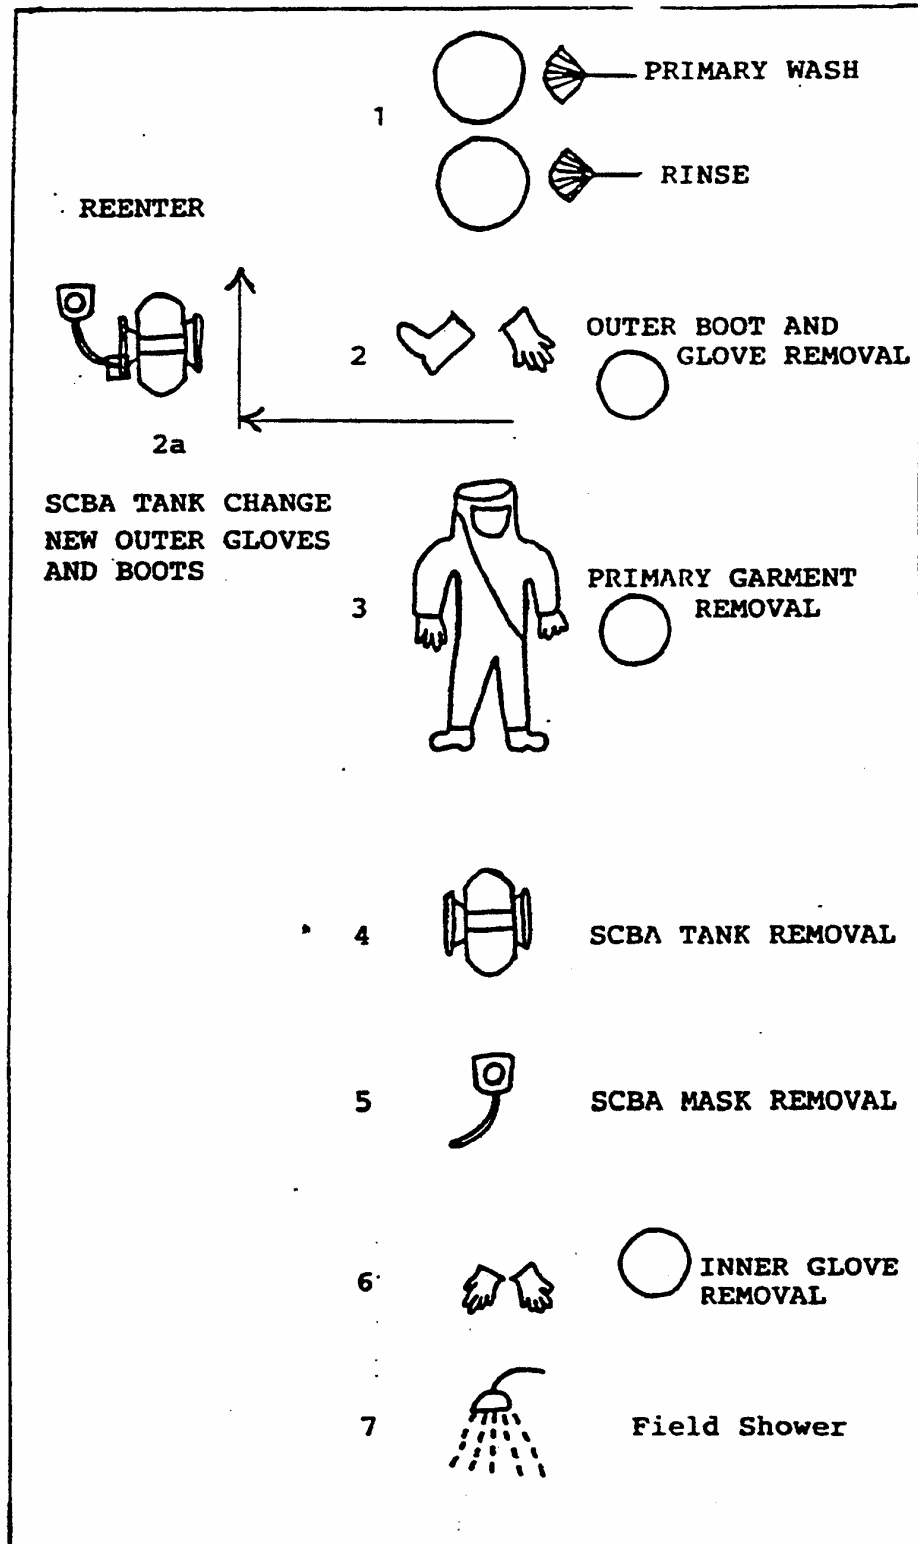 PRIMARY WASH
1
RINSE
REENTER
2
OUTER BOOT AND
GLOVE REMOVAL
2a
SCBA TANK CHANGE
NEW OUTER GLOVES
AND BOOTS
3
PRIMARY GARMENT
REMOVAL
4
SCBA TANK REMOVAL
5
SCBA MASK REMOVAL
6
INNER GLOVE
REMOVAL
7
Field Shower